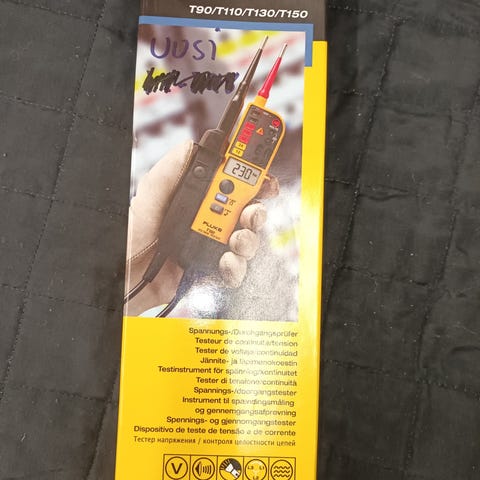 T90/T110/T130/T150
UUSi
230
FLUKE
Spannungs-/Durchgangsprüfer
Testeur de continuité/tension
Tester de voltaje/continuidad
Jännite- ja läpimenokoestin
Testinstrument för spänning/kontinuitet
Tester di tensione/continuità
Spannings-/doorgangstester
Instrument til spændingsmåling
og gennemgangsafprøvning
Spennings- og gjennomgangstester
Dispositivo de teste de tensão e de corrente
Тестер напряжения / контроля целостности цепей
V
L1